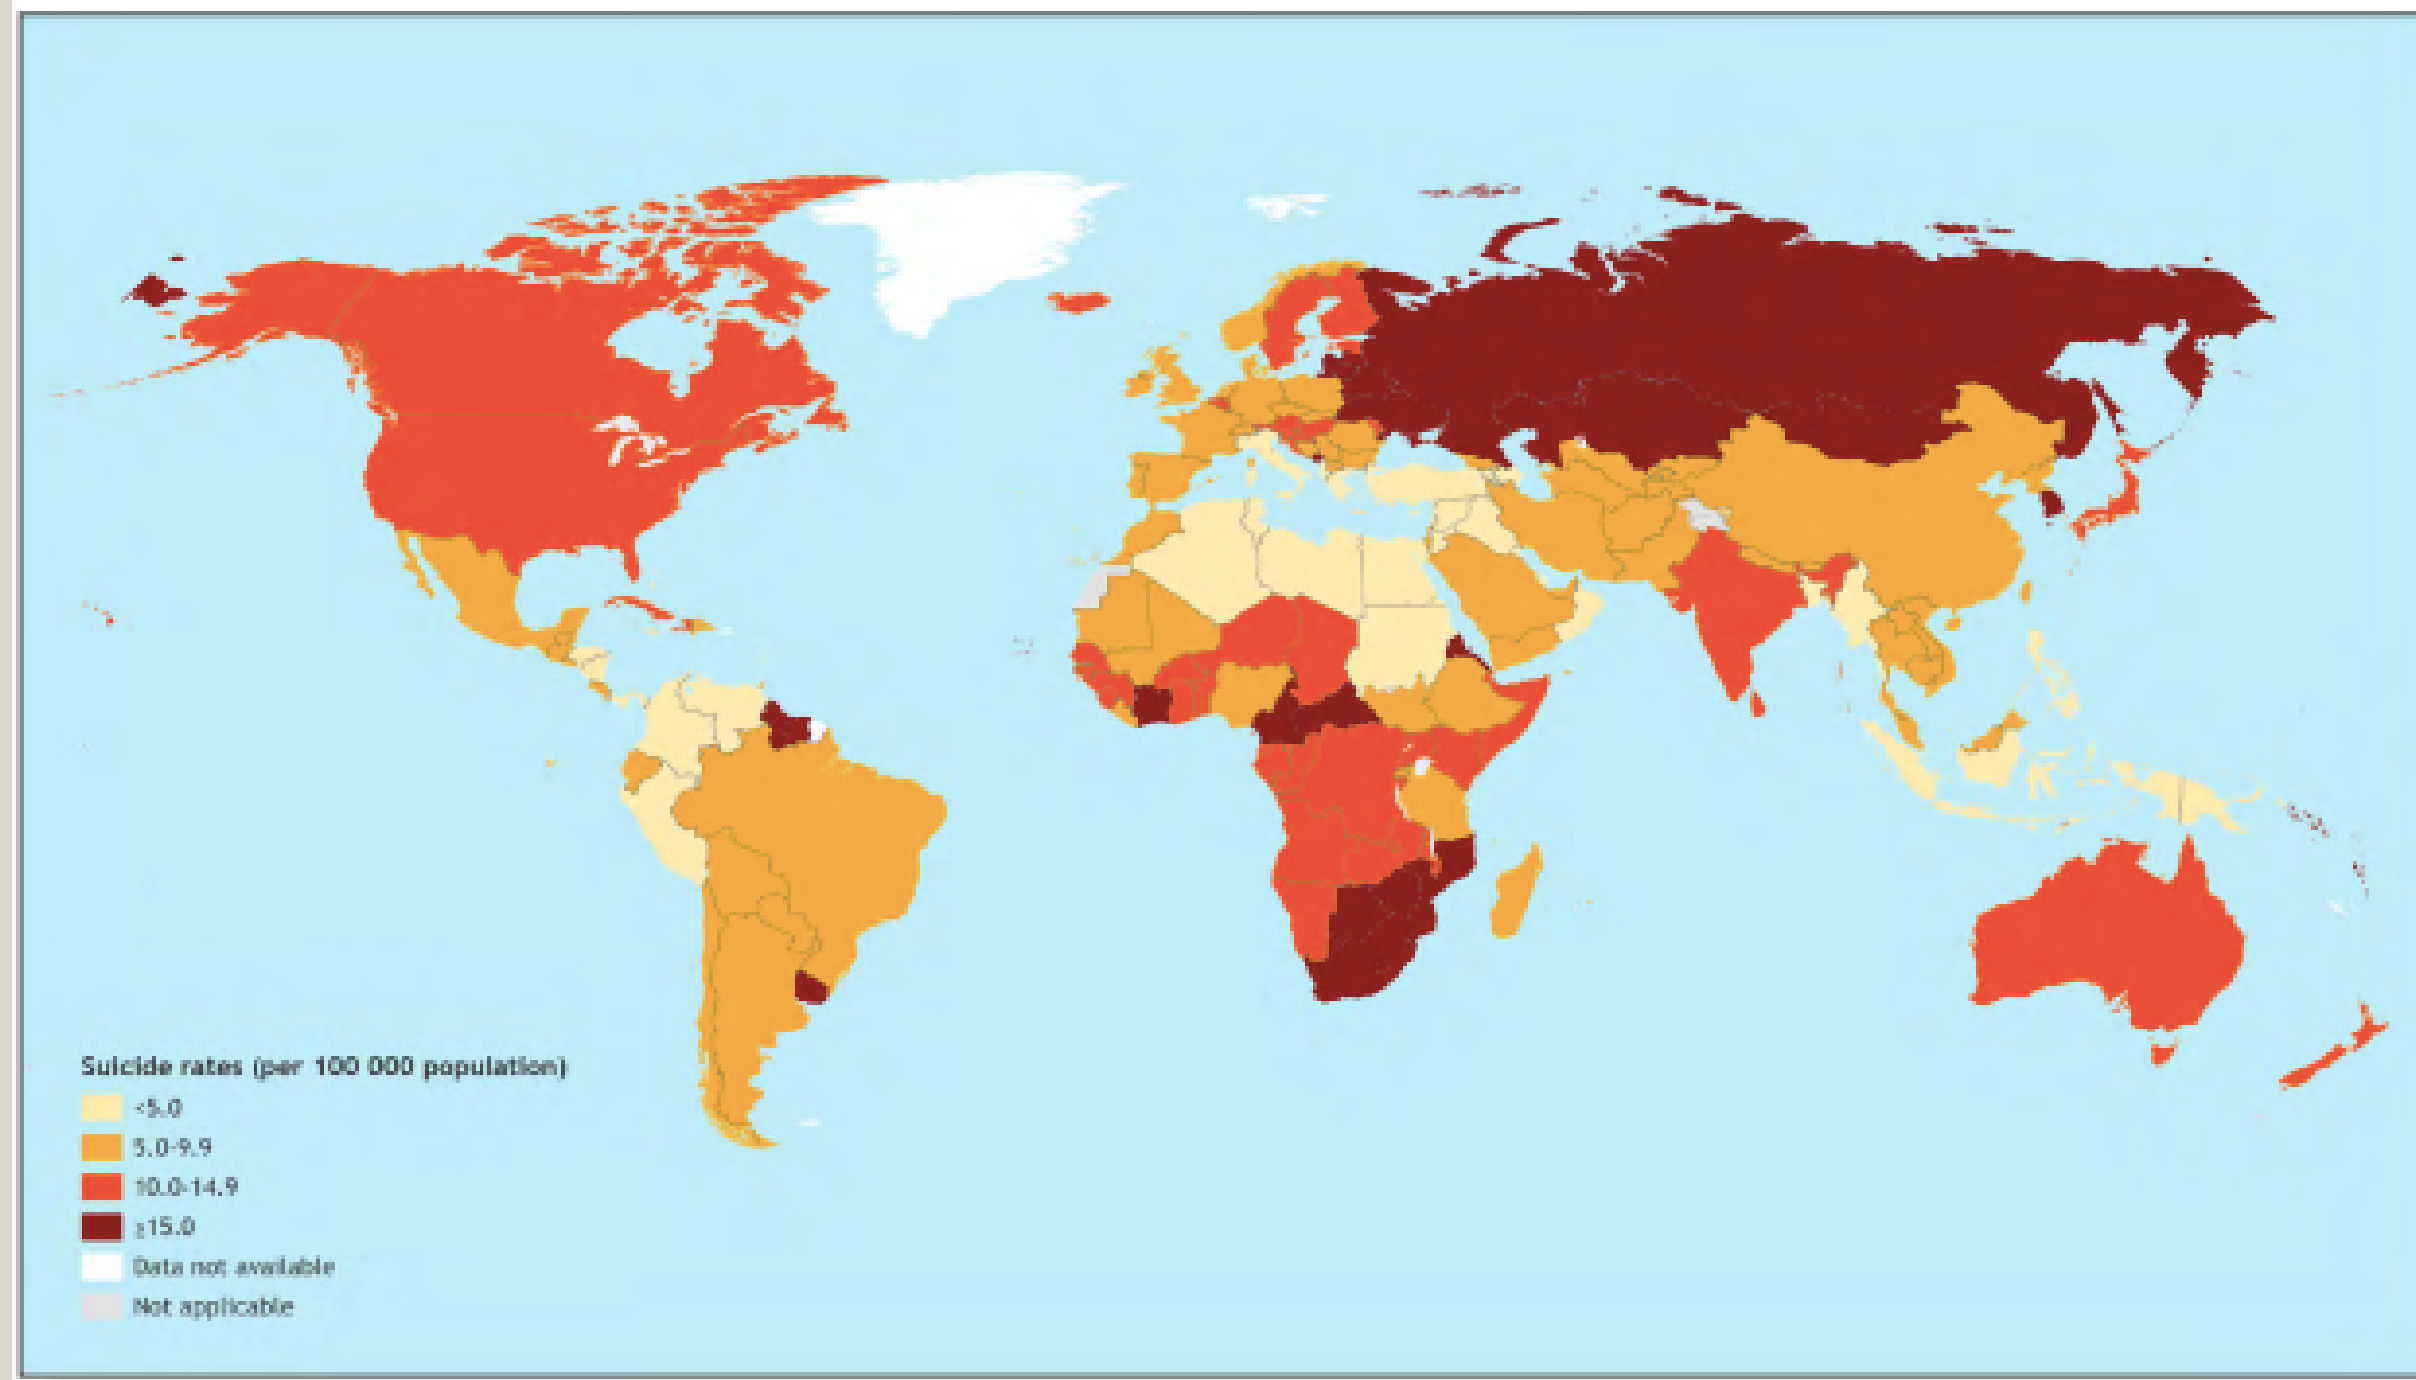 Suicide rates (per 100 000 population)
<5.0
5.0-9.9
10.0-14.9
≥15.0
Data not available
Not applicable